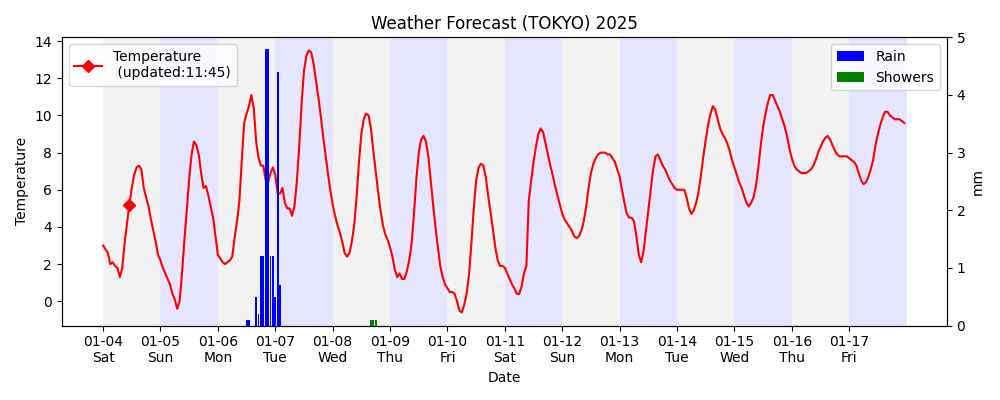 Weather Forecast (TOKYO) 2025
Temperature
(updated:11:45)
Rain
Showers
14
12
10
8
6
4
2
0
Temperature
5
4
3
2
1
0
mm
01-04 01-05 01-06 01-07 01-08 01-09 01-10 01-11 01-12 01-13 01-14 01-15 01-16 01-17
Sat Sun Mon Tue Wed Thu Fri Sat Sun Mon Tue Wed Thu Fri
Date